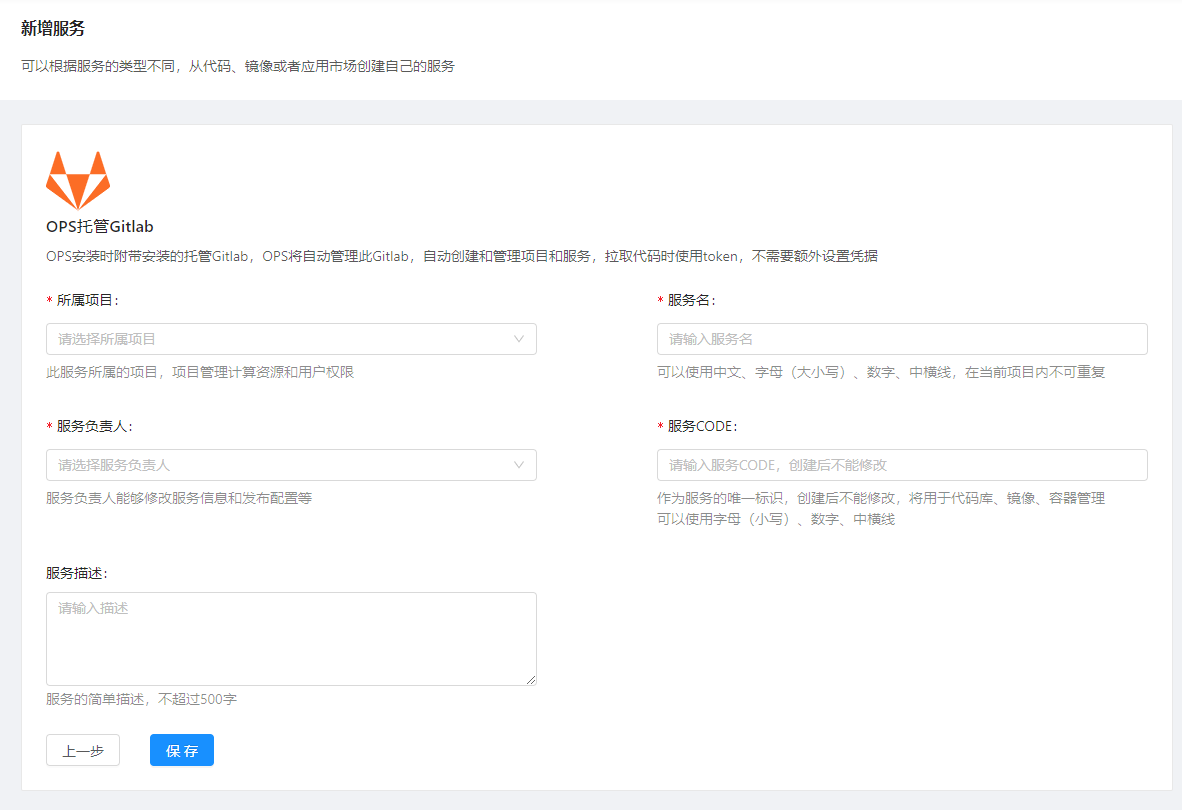 新增服务
可以根据服务的类型不同，从代码、镜像或者应用市场创建自己的服务
OPS托管Gitlab
OPS安装时附带安装的托管Gitlab，OPS将自动管理此Gitlab，自动创建和管理项目和服务，拉取代码时使用token，不需要额外设置凭据
* 所属项目:
请选择所属项目
此服务所属的项目，项目管理计算资源和用户权限
* 服务名:
请输入服务名
可以使用中文、字母（大小写）、数字、中横线，在当前项目内不可重复
* 服务负责人:
请选择服务负责人
服务负责人能够修改服务信息和发布配置等
* 服务CODE:
请输入服务CODE，创建后不能修改
作为服务的唯一标识，创建后不能修改，将用于代码库、镜像、容器管理
可以使用字母（小写）、数字、中横线
服务描述:
请输入描述
服务的简单描述，不超过500字
上一步
保 存